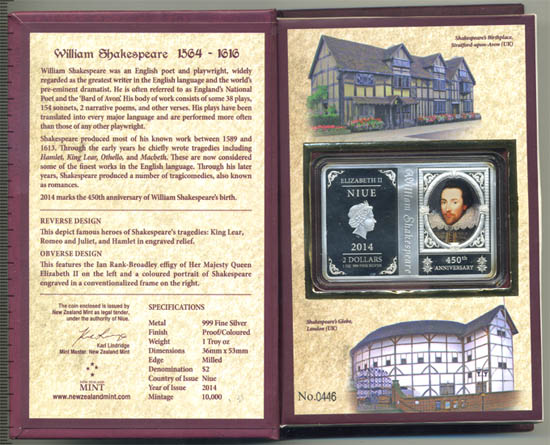 William Shakespeare 1564 - 1616
William Shakespeare was an English poet and playwright, widely
regarded as the greatest writer in the English language and the world's
pre-eminent dramatist. He is often referred to as England's National
Poet and the 'Bard of Avon'. His body of work consists of some 38 plays,
154 sonnets, 2 narrative poems, and other verses. His plays have been
translated into every major language and are performed more often
than those of any other playwright.
Shakespeare produced most of his known work between 1589 and
1613. Through the early years he chiefly wrote tragedies including
Hamlet, King Lear, Othello, and Macbeth. These are now considered
some of the finest works in the English language. Through his later
years, Shakespeare produced a number of tragicomedies, also known
as romances.
2014 marks the 450th anniversary of William Shakespeare's birth.
REVERSE DESIGN
This depict famous heroes of Shakespeare's tragedies: King Lear,
Romeo and Juliet, and Hamlet in engraved relief.
OBVERSE DESIGN
This features the Ian Rank-Broadley effigy of Her Majesty Queen
Elizabeth II on the left and a coloured portrait of Shakespeare
engraved in a conventionalized frame on the right.
The coin enclosed is issued by
New Zealand Mint as legal tender,
under the authority of Niue.
Karl Lindridge
Mint Master. New Zealand Mint
NEW ZEALAND
MINT
www.newzealandmint.com
SPECIFICATIONS
Metal 999 Fine Silver
Finish Proof/Coloured
Weight 1 Troy oz
Dimensions 36mm x 53mm
Edge Milled
Denomination $2
Country of Issue Niue
Year of Issue 2014
Mintage 10,000
Shakespeare's Birthplace,
Stratford-upon-Avon (UK)
ELIZABETH II
NIUE
2014
2 DOLLARS
1 OZ 999 FINE SILVER
William Shakespeare
450th
ANNIVERSARY
Shakespeare's Globe,
London (UK)
No.0446